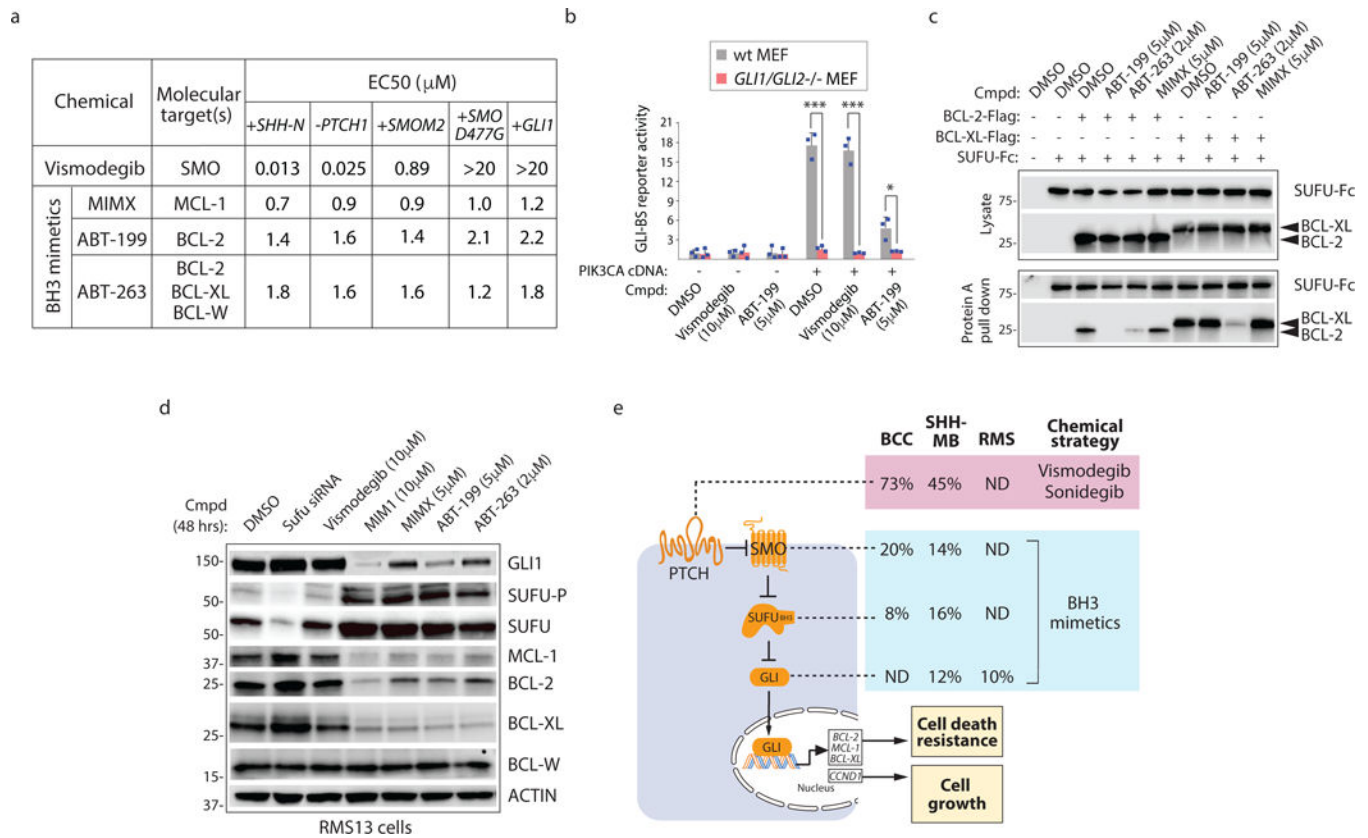 a
Chemical
Molecular target(s)
EC50 (µM)
+SHH-N
-PTCH1
+SMOM2
+SMO D477G
+GLI1
Vismodegib SMO 0.013 0.025 0.89 >20 >20
BH3 mimetics
MIMX MCL-1 0.7 0.9 0.9 1.0 1.2
ABT-199 BCL-2 1.4 1.6 1.4 2.1 2.2
ABT-263 BCL-2 BCL-XL BCL-W 1.8 1.6 1.6 1.2 1.8
b
wt MEF
GLI1/GLI2-/- MEF
GLI-BS reporter activity
21
18
15
12
9
6
3
***
***
*
PIK3CA cDNA: - - - + + +
Cmpd:
DMSO
Vismodegib (10µM)
ABT-199 (5µM)
DMSO
Vismodegib (10µM)
ABT-199 (5µM)
c
Cmpd:
DMSO
DMSO
DMSO
ABT-199 (5µM)
ABT-263 (2µM)
MIMX (5µM)
DMSO
ABT-199 (5µM)
ABT-263 (2µM)
MIMX (5µM)
BCL-2-Flag: - - + + + + - - - -
BCL-XL-Flag: - - - - - - + + + +
SUFU-Fc: - + + + + + + + + +
Lysate
75-
SUFU-Fc
37-
25-
BCL-XL
BCL-2
Protein A pull down
75-
SUFU-Fc
25-
BCL-XL
BCL-2
d
Cmpd
(48 hrs):
DMSO
Sufu siRNA
Vismodegib (10µM)
MIM1 (10µM)
MIMX (5µM)
ABT-199 (5µM)
ABT-263 (2µM)
150- GLI1
50- SUFU-P
50- SUFU
37- MCL-1
25- BCL-2
25- BCL-XL
15- BCL-W
37- ACTIN
RMS13 cells
e
BCC
SHH-MB
RMS
Chemical strategy
73% 45% ND
Vismodegib
Sonidegib
PTCH
SMO
20% 14% ND
SUFU BH3
8% 16% ND
BH3
mimetics
GLI
ND 12% 10%
GLI
Nucleus
BCL-2
MCL-1
BCL-XL
CCND1
Cell death
resistance
Cell
growth